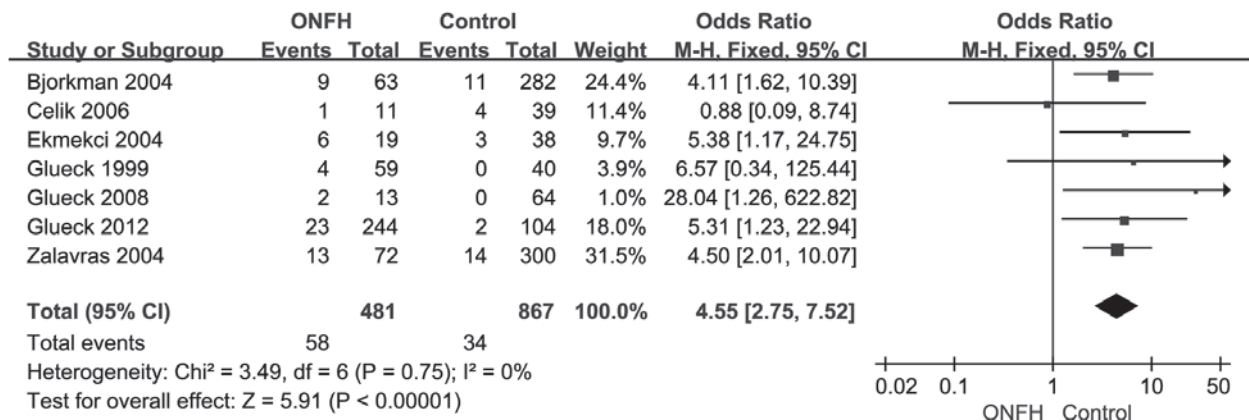 ONFH Control Odds Ratio Odds Ratio
Study or Subgroup Events Total Events Total Weight M-H, Fixed, 95% CI M-H, Fixed, 95% CI
Bjorkman 2004 9 63 11 282 24.4% 4.11 [1.62, 10.39]
Celik 2006 1 11 4 39 11.4% 0.88 [0.09, 8.74]
Ekmekci 2004 6 19 3 38 9.7% 5.38 [1.17, 24.75]
Glueck 1999 4 59 0 40 3.9% 6.57 [0.34, 125.44]
Glueck 2008 2 13 0 64 1.0% 28.04 [1.26, 622.82]
Glueck 2012 23 244 2 104 18.0% 5.31 [1.23, 22.94]
Zalavras 2004 13 72 14 300 31.5% 4.50 [2.01, 10.07]
Total (95% CI) 481 867 100.0% 4.55 [2.75, 7.52]
Total events 58 34
Heterogeneity: Chi² = 3.49, df = 6 (P = 0.75); I² = 0%
Test for overall effect: Z = 5.91 (P < 0.00001)
0.02 0.1 1 10 50
ONFH Control